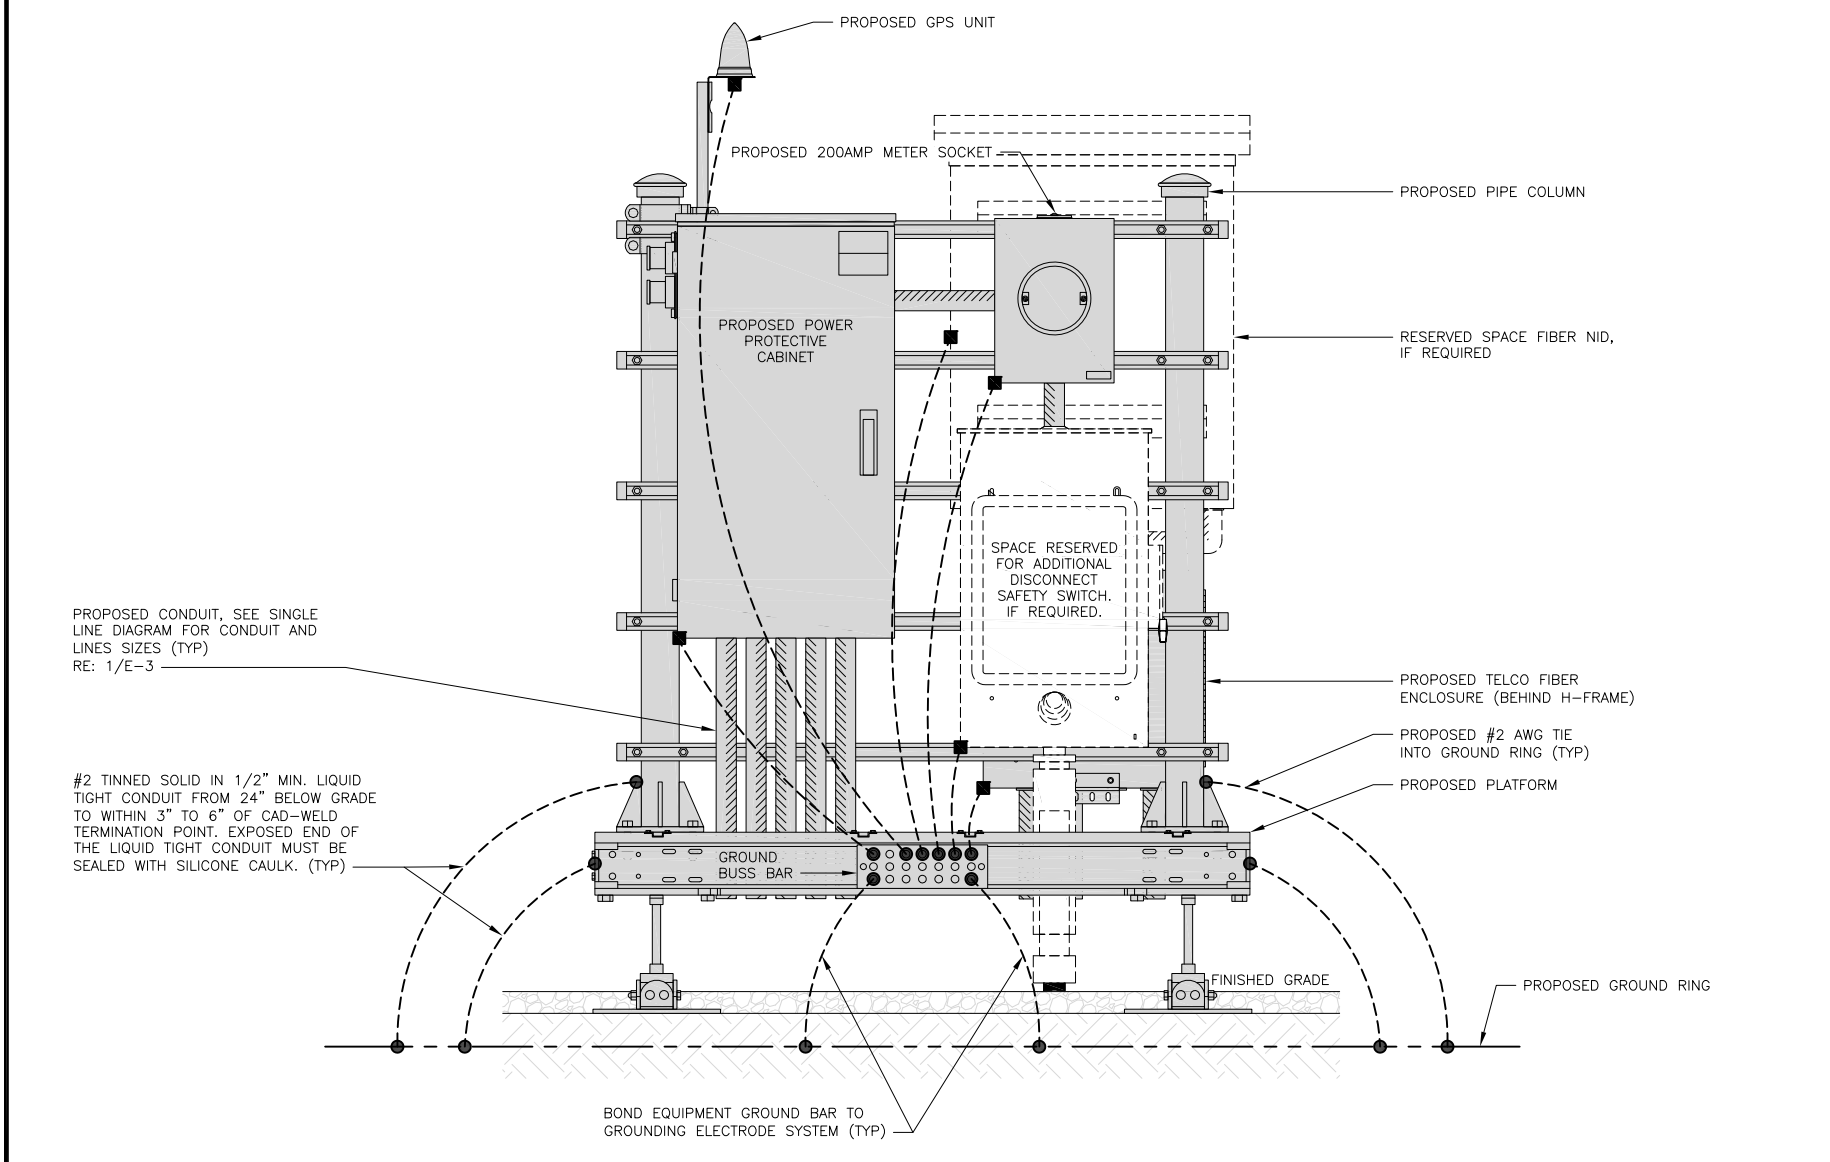 PROPOSED GPS UNIT
PROPOSED 200AMP METER SOCKET
PROPOSED PIPE COLUMN
PROPOSED POWER
PROTECTIVE
CABINET
RESERVED SPACE FIBER NID,
IF REQUIRED
SPACE RESERVED
FOR ADDITIONAL
DISCONNECT
SAFETY SWITCH.
IF REQUIRED.
PROPOSED CONDUIT, SEE SINGLE
LINE DIAGRAM FOR CONDUIT AND
LINES SIZES (TYP)
RE: 1/E-3
PROPOSED TELCO FIBER
ENCLOSURE (BEHIND H-FRAME)
PROPOSED #2 AWG TIE
INTO GROUND RING (TYP)
PROPOSED PLATFORM
#2 TINNED SOLID IN 1/2" MIN. LIQUID
TIGHT CONDUIT FROM 24" BELOW GRADE
TO WITHIN 3" TO 6" OF CAD-WELD
TERMINATION POINT. EXPOSED END OF
THE LIQUID TIGHT CONDUIT MUST BE
SEALED WITH SILICONE CAULK. (TYP)
GROUND
BUSS BAR
FINISHED GRADE
PROPOSED GROUND RING
BOND EQUIPMENT GROUND BAR TO
GROUNDING ELECTRODE SYSTEM (TYP)